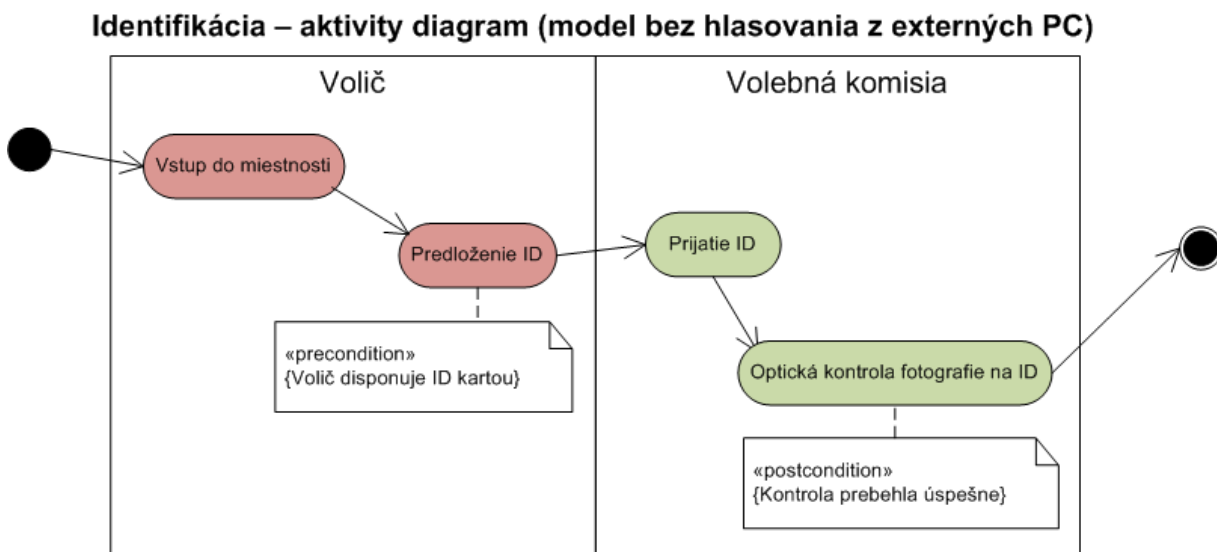 Identifikácia – aktivity diagram (model bez hlasovania z externých PC)
Volič
Volebná komisia
Vstup do miestnosti
Predloženie ID
Prijatie ID
«precondition»
{Volič disponuje ID kartou}
Optická kontrola fotografie na ID
«postcondition»
{Kontrola prebehla úspešne}